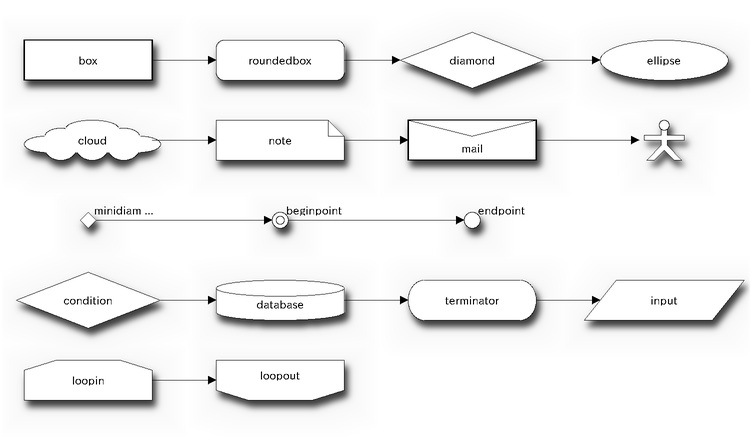 box
roundedbox
diamond
ellipse
cloud
note
mail
minidiam ...
beginpoint
endpoint
condition
database
terminator
input
loopin
loopout